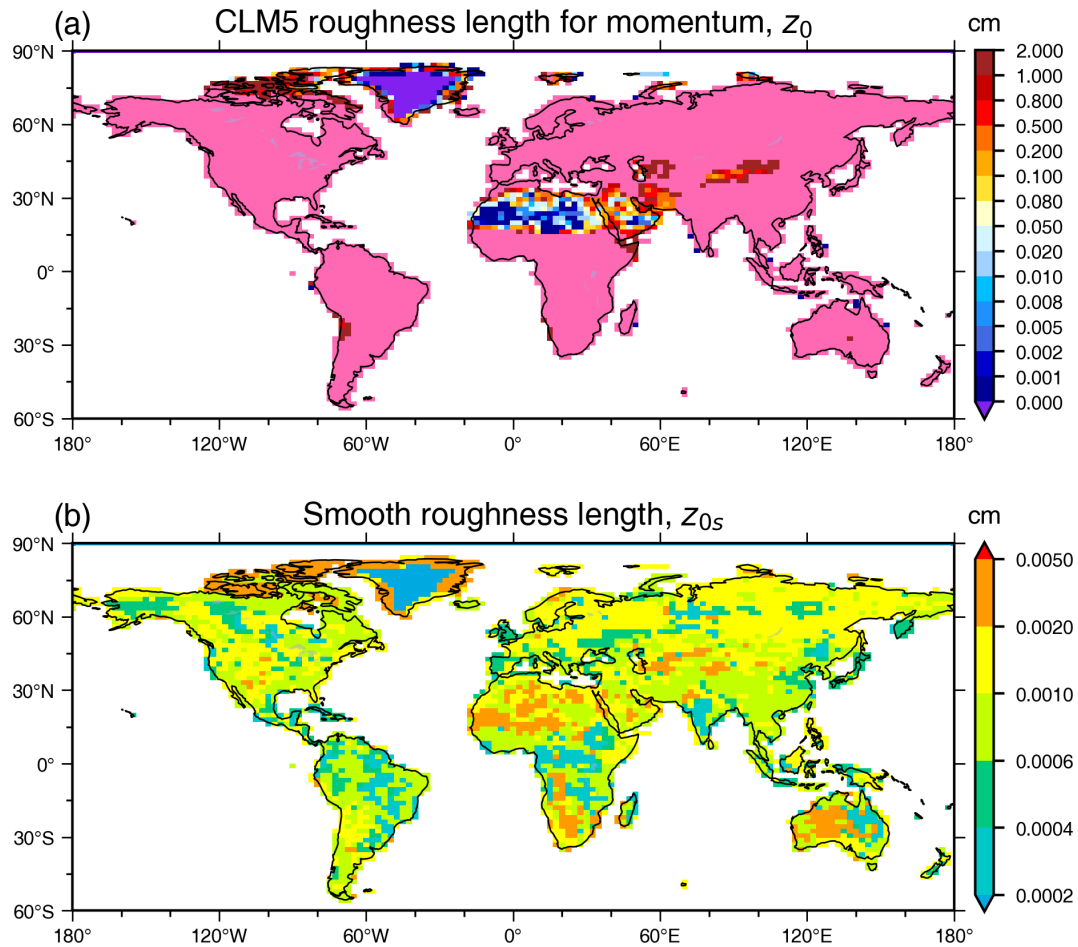 (a) CLM5 roughness length for momentum, z₀ cm
90°N
60°N
30°N
0°
30°S
60°S
180° 120°W 60°W 0° 60°E 120°E 180°
2.000
1.000
0.800
0.500
0.200
0.100
0.080
0.050
0.020
0.010
0.008
0.005
0.002
0.001
0.000
(b) Smooth roughness length, z₀ₛ cm
90°N
60°N
30°N
0°
30°S
60°S
180° 120°W 60°W 0° 60°E 120°E 180°
0.0050
0.0020
0.0010
0.0006
0.0004
0.0002